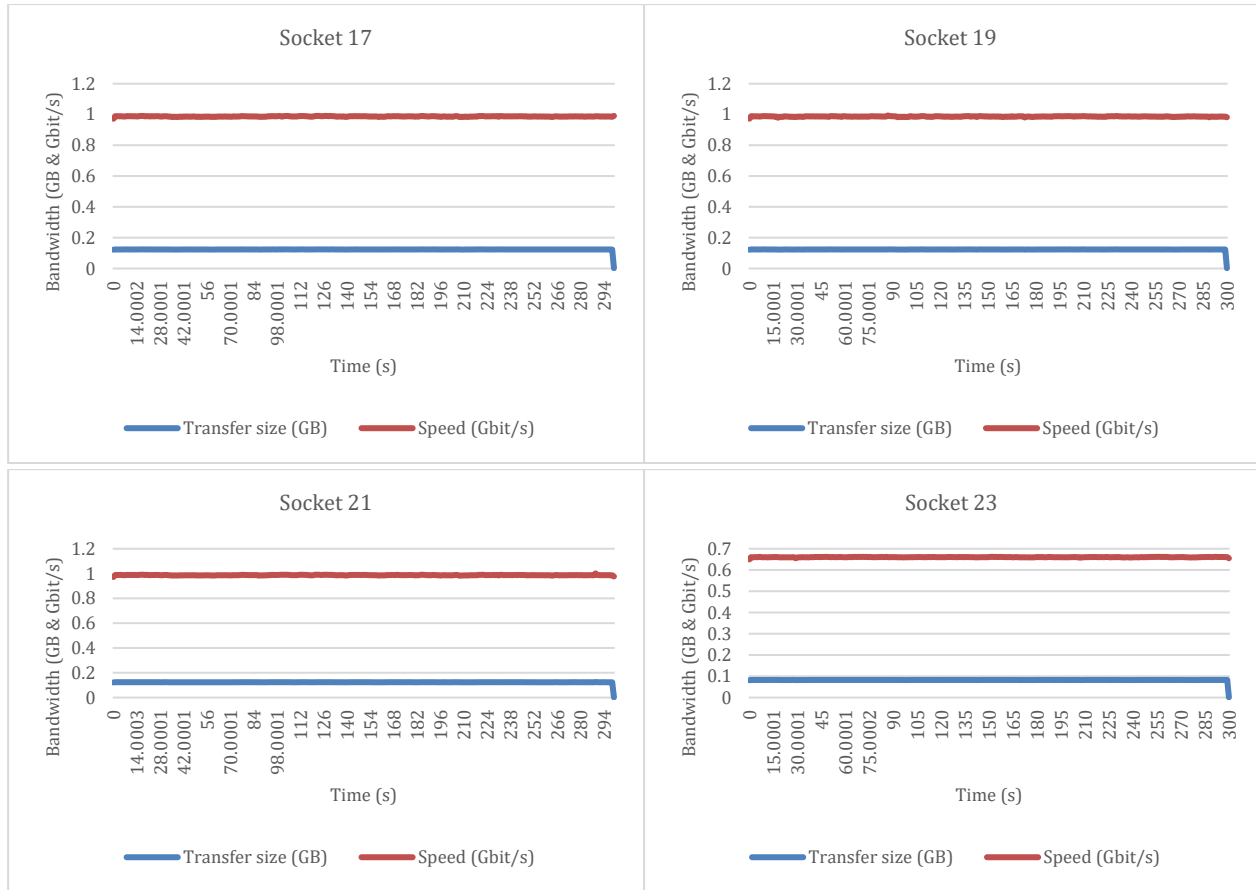 Socket 17
Bandwidth (GB & Gbit/s)
1.2
1
0.8
0.6
0.4
0.2
0
0 14.0002 28.0001 42.0001 56 70.0001 84 98.0001 112 126 140 154 168 182 196 210 224 238 252 266 280 294
Time (s)
Transfer size (GB) Speed (Gbit/s)
Socket 19
Bandwidth (GB & Gbit/s)
1.2
1
0.8
0.6
0.4
0.2
0
0 15.0001 30.0001 45 60.0001 75.0001 90 105 120 135 150 165 180 195 210 225 240 255 270 285 300
Time (s)
Transfer size (GB) Speed (Gbit/s)
Socket 21
Bandwidth (GB & Gbit/s)
1.2
1
0.8
0.6
0.4
0.2
0
0 14.0003 28.0001 42.0001 56 70.0001 84 98.0001 112 126 140 154 168 182 196 210 224 238 252 266 280 294
Time (s)
Transfer size (GB) Speed (Gbit/s)
Socket 23
Bandwidth (GB & Gbit/s)
0.7
0.6
0.5
0.4
0.3
0.2
0.1
0
0 15.0001 30.0001 45 60.0001 75.0002 90 105 120 135 150 165 180 195 210 225 240 255 270 285 300
Time (s)
Transfer size (GB) Speed (Gbit/s)